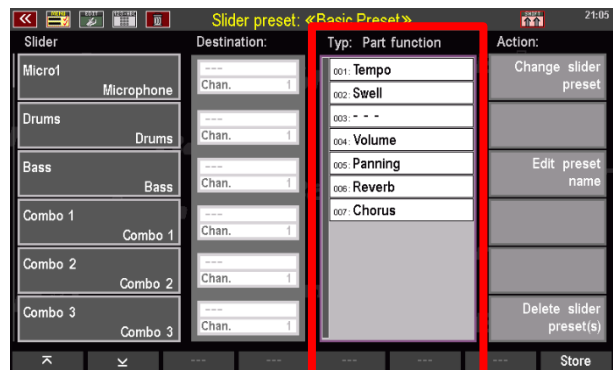 MENU
EDIT
Slider preset: «Basic Preset»
SHIFT
21:05
Slider
Destination:
Typ: Part function
Action:
Micro1
Microphone
---
Chan. 1
Drums
Drums
---
Chan. 1
Bass
Bass
---
Chan. 1
Combo 1
Combo 1
---
Chan. 1
Combo 2
Combo 2
---
Chan. 1
Combo 3
Combo 3
---
Chan. 1
001: Tempo
002: Swell
003: - - -
004: Volume
005: Panning
006: Reverb
007: Chorus
Change slider
preset
Edit preset
name
Delete slider
preset(s)
--- --- --- --- --- Store